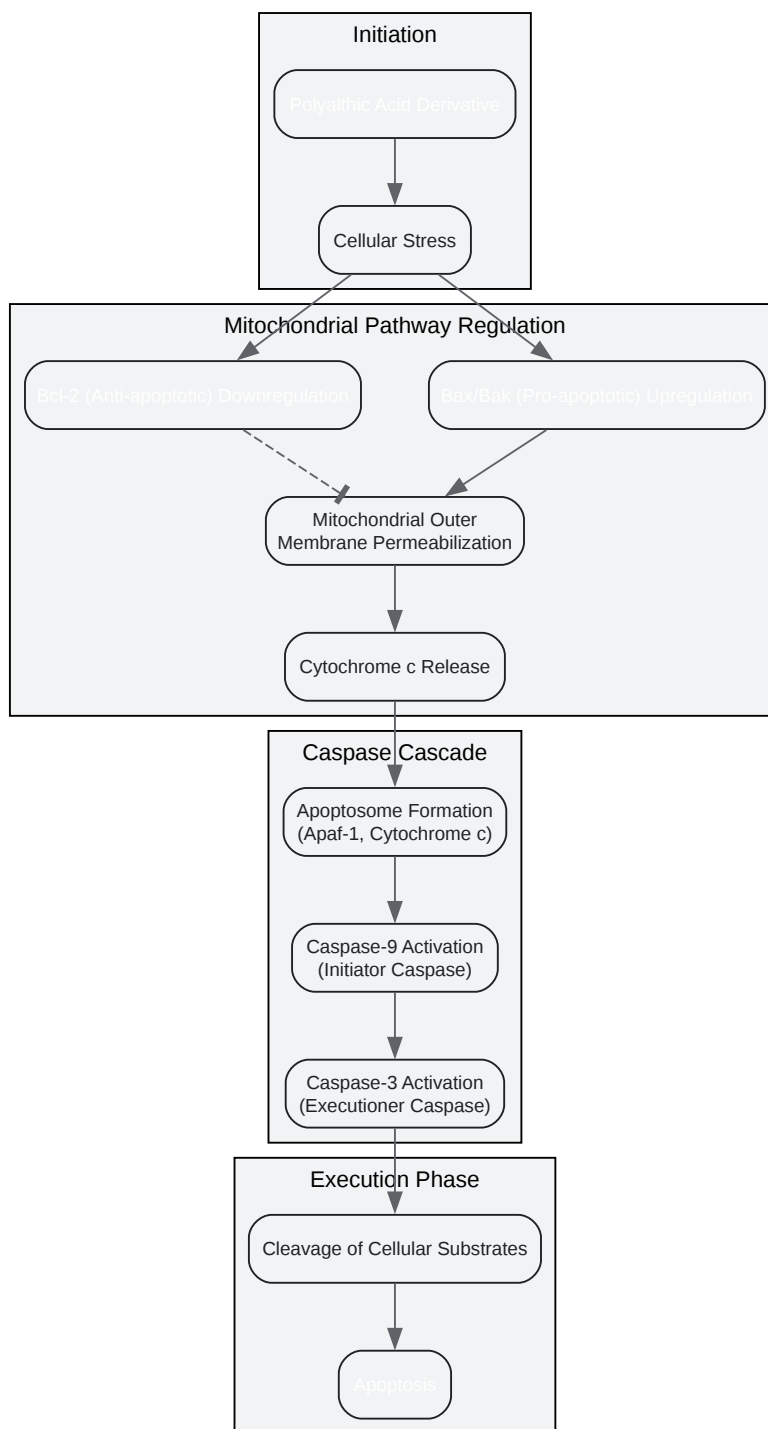 Initiation
Polyalthic Acid Derivative
Cellular Stress
Mitochondrial Pathway Regulation
Bcl-2 (Anti-apoptotic) Downregulation
Bax/Bak (Pro-apoptotic) Upregulation
Mitochondrial Outer
Membrane Permeabilization
Cytochrome c Release
Caspase Cascade
Apoptosome Formation
(Apaf-1, Cytochrome c)
Caspase-9 Activation
(Initiator Caspase)
Caspase-3 Activation
(Executioner Caspase)
Execution Phase
Cleavage of Cellular Substrates
Apoptosis